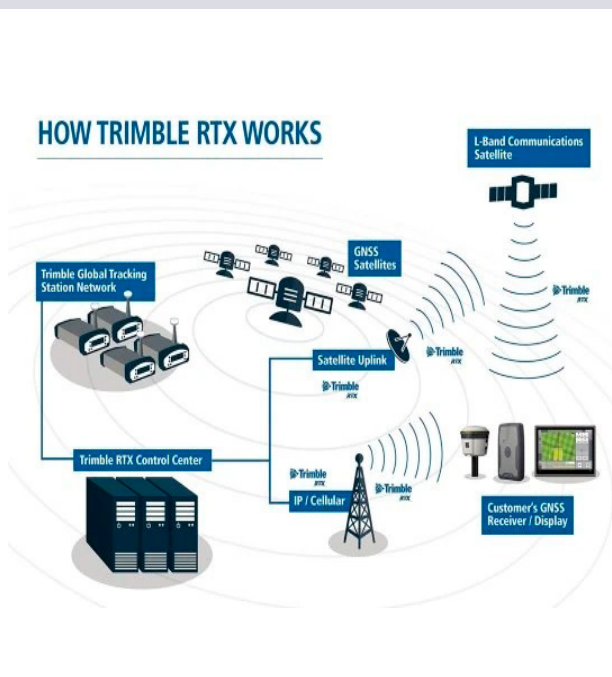 HOW TRIMBLE RTX WORKS
L-Band Communications
Satellite
GNSS
Satellites
Trimble Global Tracking
Station Network
Trimble
RTX
Satellite Uplink
Trimble
RTX
Trimble
RTX
Trimble RTX Control Center
Trimble
RTX
IP / Cellular
Trimble
RTX
Customer's GNSS
Receiver / Display